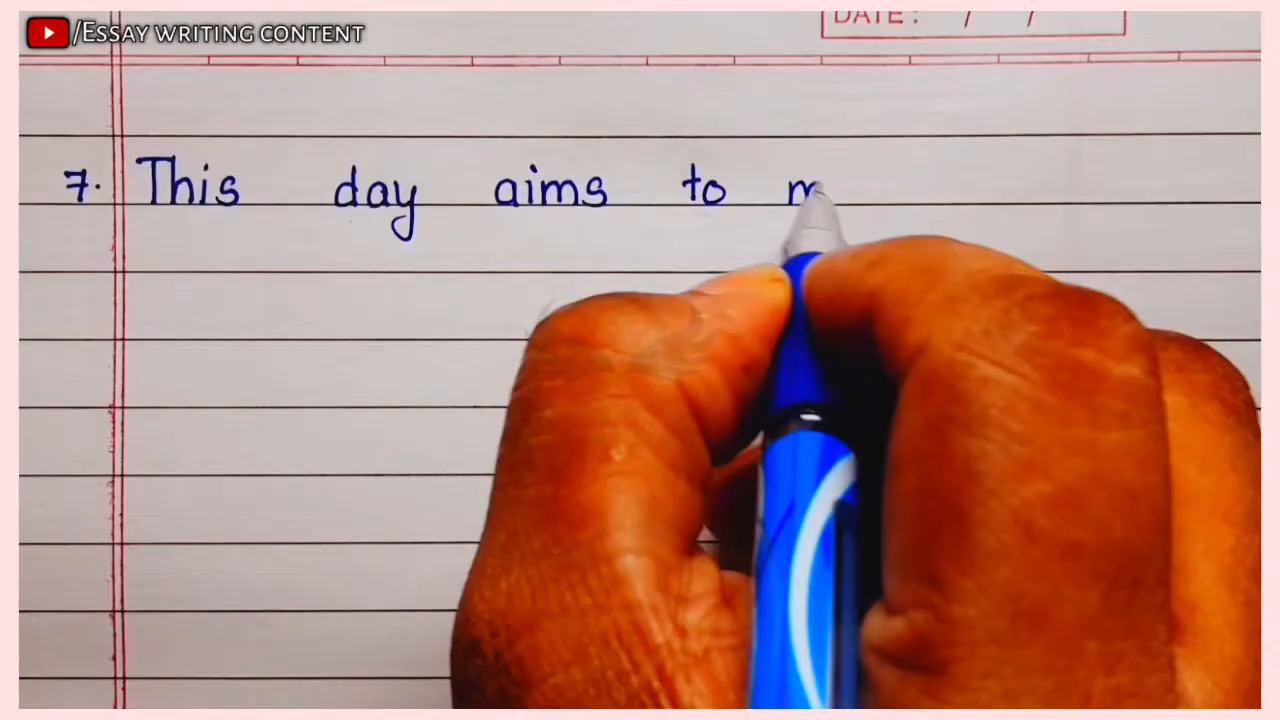 /ESSAY WRITING CONTENT
DATE: / /
7. This day aims to